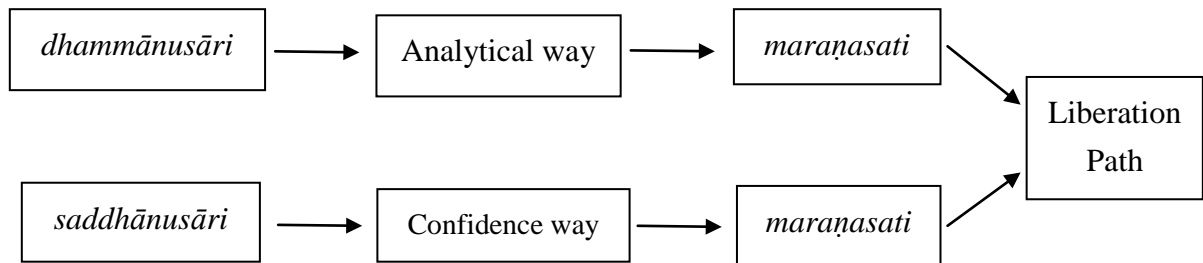 dhammānusāri
Analytical way
maraṇasati
Liberation
Path
saddhānusāri
Confidence way
maraṇasati